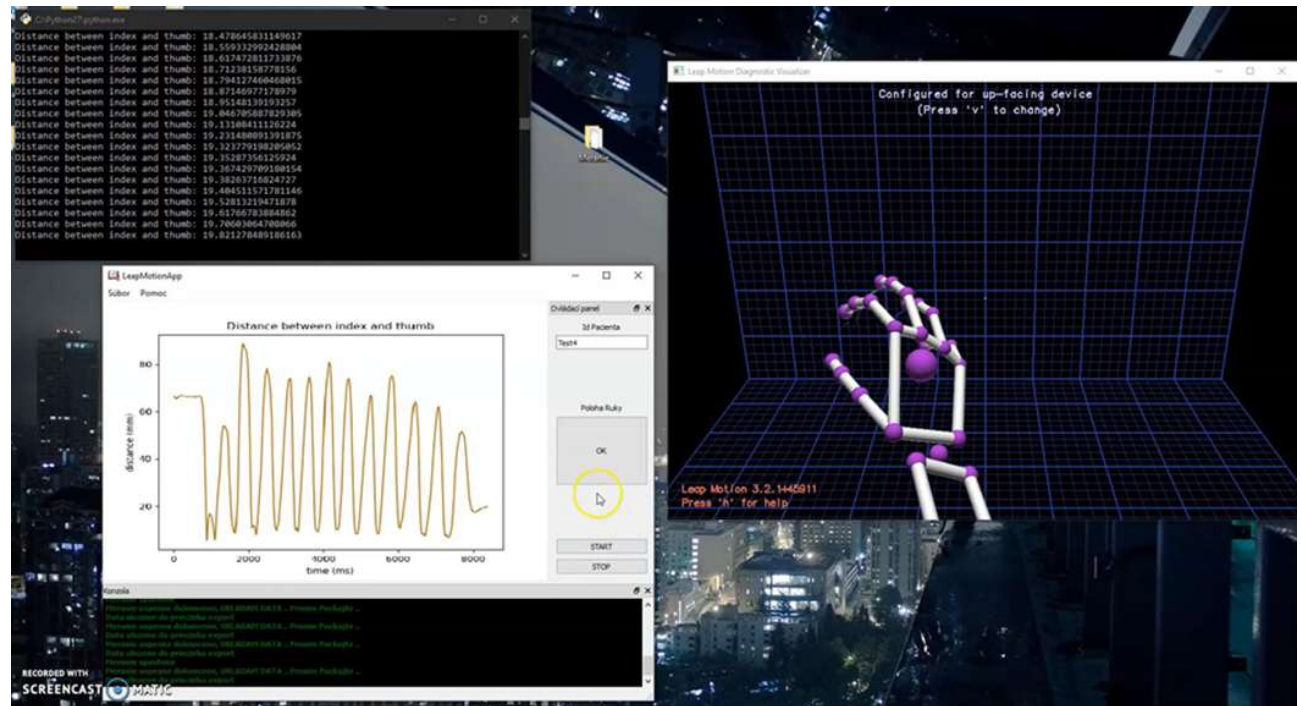 C:\Python27\python.exe
Distance between index and thumb: 18.478645831149617
Distance between index and thumb: 18.559332992428804
Distance between index and thumb: 18.617472811733876
Distance between index and thumb: 18.71238158778156
Distance between index and thumb: 18.794127460468015
Distance between index and thumb: 18.87146977178979
Distance between index and thumb: 18.95148139193257
Distance between index and thumb: 19.046705887829305
Distance between index and thumb: 19.13108411126224
Distance between index and thumb: 19.231480891391875
Distance between index and thumb: 19.323779198205052
Distance between index and thumb: 19.35287356125924
Distance between index and thumb: 19.367429709180154
Distance between index and thumb: 19.38263716824727
Distance between index and thumb: 19.404511571781146
Distance between index and thumb: 19.52813219471878
Distance between index and thumb: 19.61766783884862
Distance between index and thumb: 19.70603064708066
Distance between index and thumb: 19.821278489186163
Leap Motion Diagnostic Visualizer
Configured for up-facing device
(Press 'v' to change)
Leap Motion 3.2.1+45911
Press 'h' for help
LeapMotionApp
Súbor Pomoc
Distance between index and thumb
80
60
40
20
distance (mm)
0 2000 4000 6000 8000
time (ms)
Ovládací panel
Id Pacienta
Test4
Poloha Ruky
OK
START
STOP
Konzola
RECORDED WITH
SCREENCAST MATIC